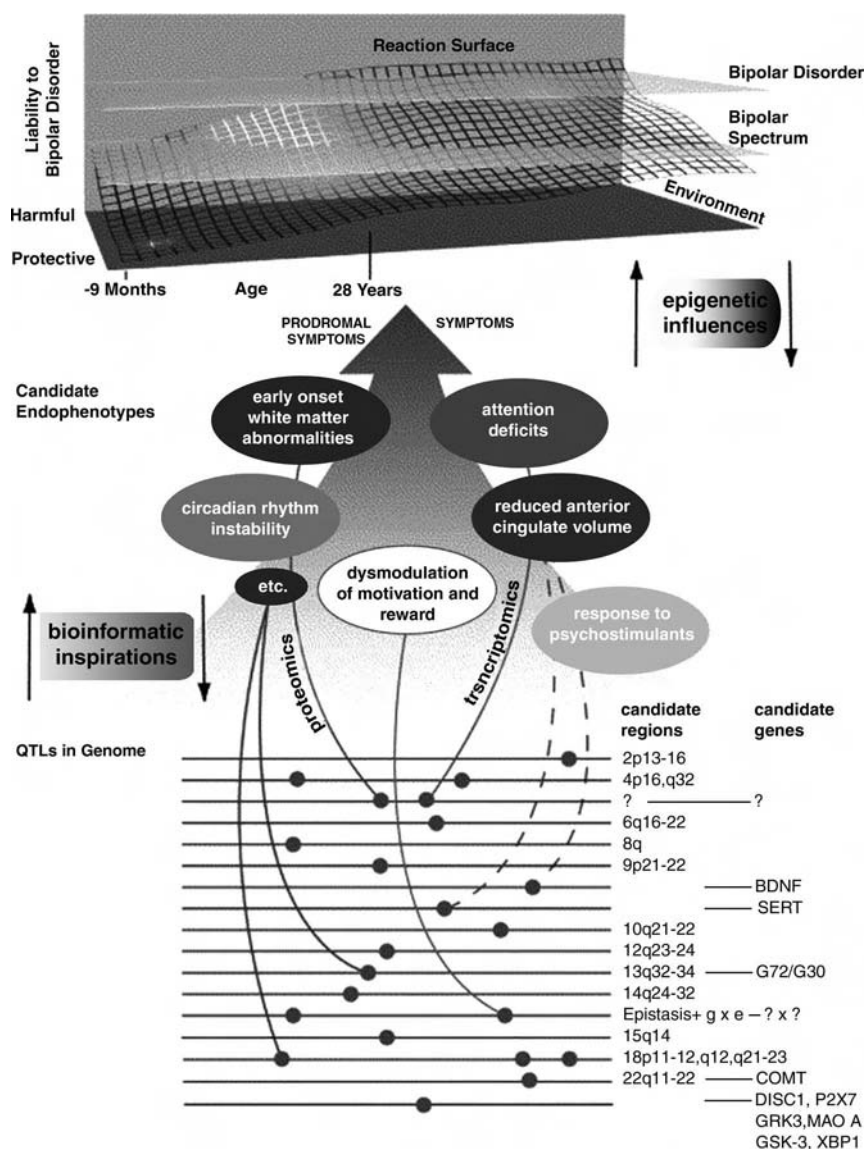 Reaction Surface
Liability to
Bipolar Disorder
Bipolar Disorder
Bipolar
Spectrum
Environment
Harmful
Protective
-9 Months
Age
28 Years
PRODROMAL
SYMPTOMS
SYMPTOMS
epigenetic
influences
Candidate
Endophenotypes
early onset
white matter
abnormalities
attention
deficits
circadian rhythm
instability
reduced anterior
cingulate volume
etc.
dysmodulation
of motivation and
reward
response to
psychostimulants
bioinformatic
inspirations
proteomics
trsncriptomics
candidate
regions
candidate
genes
QTLs in Genome
2p13-16
4p16,q32
? ?
6q16-22
8q
9p21-22
BDNF
SERT
10q21-22
12q23-24
13q32-34 G72/G30
14q24-32
Epistasis+ g x e – ? x ?
15q14
18p11-12,q12,q21-23
22q11-22 COMT
DISC1, P2X7
GRK3,MAO A
GSK-3, XBP1